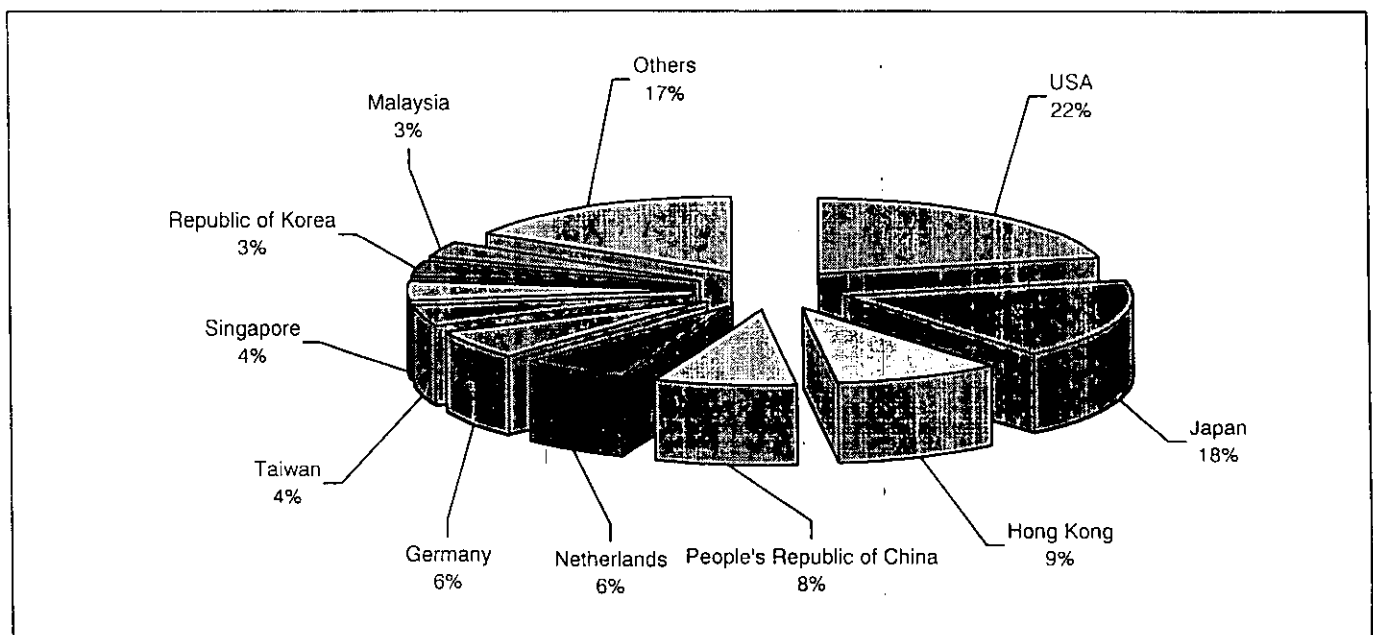 Others
17%
USA
22%
Malaysia
3%
Republic of Korea
3%
Singapore
4%
Japan
18%
Taiwan
4%
Hong Kong
9%
Germany
6%
Netherlands
6%
People's Republic of China
8%